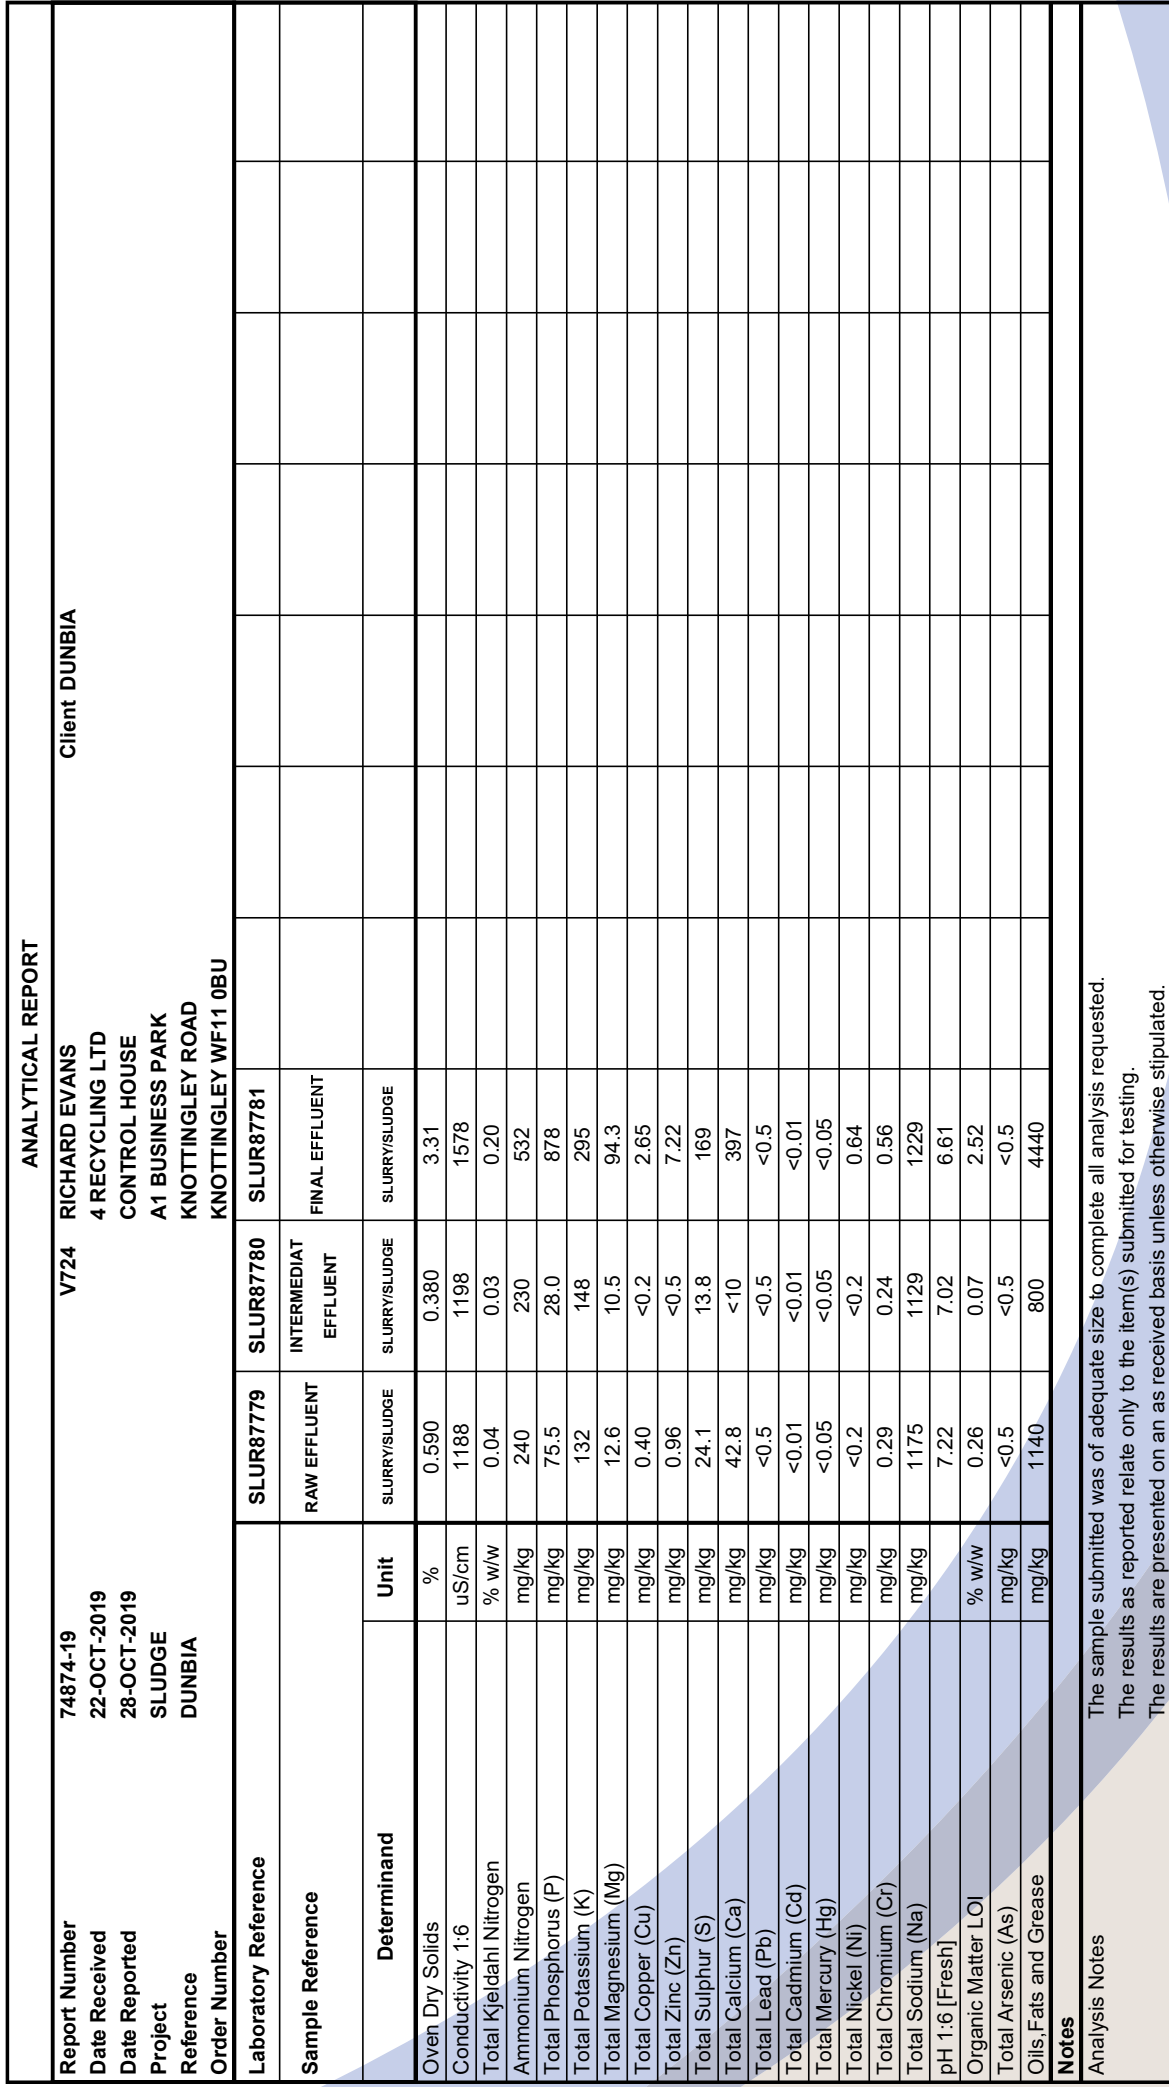 ANALYTICAL REPORT
Report Number 74874-19 V724 RICHARD EVANS Client DUNBIA
Date Received 22-OCT-2019 4 RECYCLING LTD
Date Reported 28-OCT-2019 CONTROL HOUSE
Project SLUDGE A1 BUSINESS PARK
Reference DUNBIA KNOTTINGLEY ROAD
Order Number KNOTTINGLEY WF11 0BU
Laboratory Reference SLUR87779 SLUR87780 SLUR87781
Sample Reference RAW EFFLUENT INTERMEDIAT EFFLUENT FINAL EFFLUENT
Determinand Unit SLURRY/SLUDGE SLURRY/SLUDGE SLURRY/SLUDGE
Oven Dry Solids % 0.590 0.380 3.31
Conductivity 1:6 uS/cm 1188 1198 1578
Total Kjeldahl Nitrogen % w/w 0.04 0.03 0.20
Ammonium Nitrogen mg/kg 240 230 532
Total Phosphorus (P) mg/kg 75.5 28.0 878
Total Potassium (K) mg/kg 132 148 295
Total Magnesium (Mg) mg/kg 12.6 10.5 94.3
Total Copper (Cu) mg/kg 0.40 <0.2 2.65
Total Zinc (Zn) mg/kg 0.96 <0.5 7.22
Total Sulphur (S) mg/kg 24.1 13.8 169
Total Calcium (Ca) mg/kg 42.8 <10 397
Total Lead (Pb) mg/kg <0.5 <0.5 <0.5
Total Cadmium (Cd) mg/kg <0.01 <0.01 <0.01
Total Mercury (Hg) mg/kg <0.05 <0.05 <0.05
Total Nickel (Ni) mg/kg <0.2 <0.2 0.64
Total Chromium (Cr) mg/kg 0.29 0.24 0.56
Total Sodium (Na) mg/kg 1175 1129 1229
pH 1:6 [Fresh] 7.22 7.02 6.61
Organic Matter LOI % w/w 0.26 0.07 2.52
Total Arsenic (As) mg/kg <0.5 <0.5 <0.5
Oils,Fats and Grease mg/kg 1140 800 4440
Notes
Analysis Notes The sample submitted was of adequate size to complete all analysis requested.
The results as reported relate only to the item(s) submitted for testing.
The results are presented on an as received basis unless otherwise stipulated.